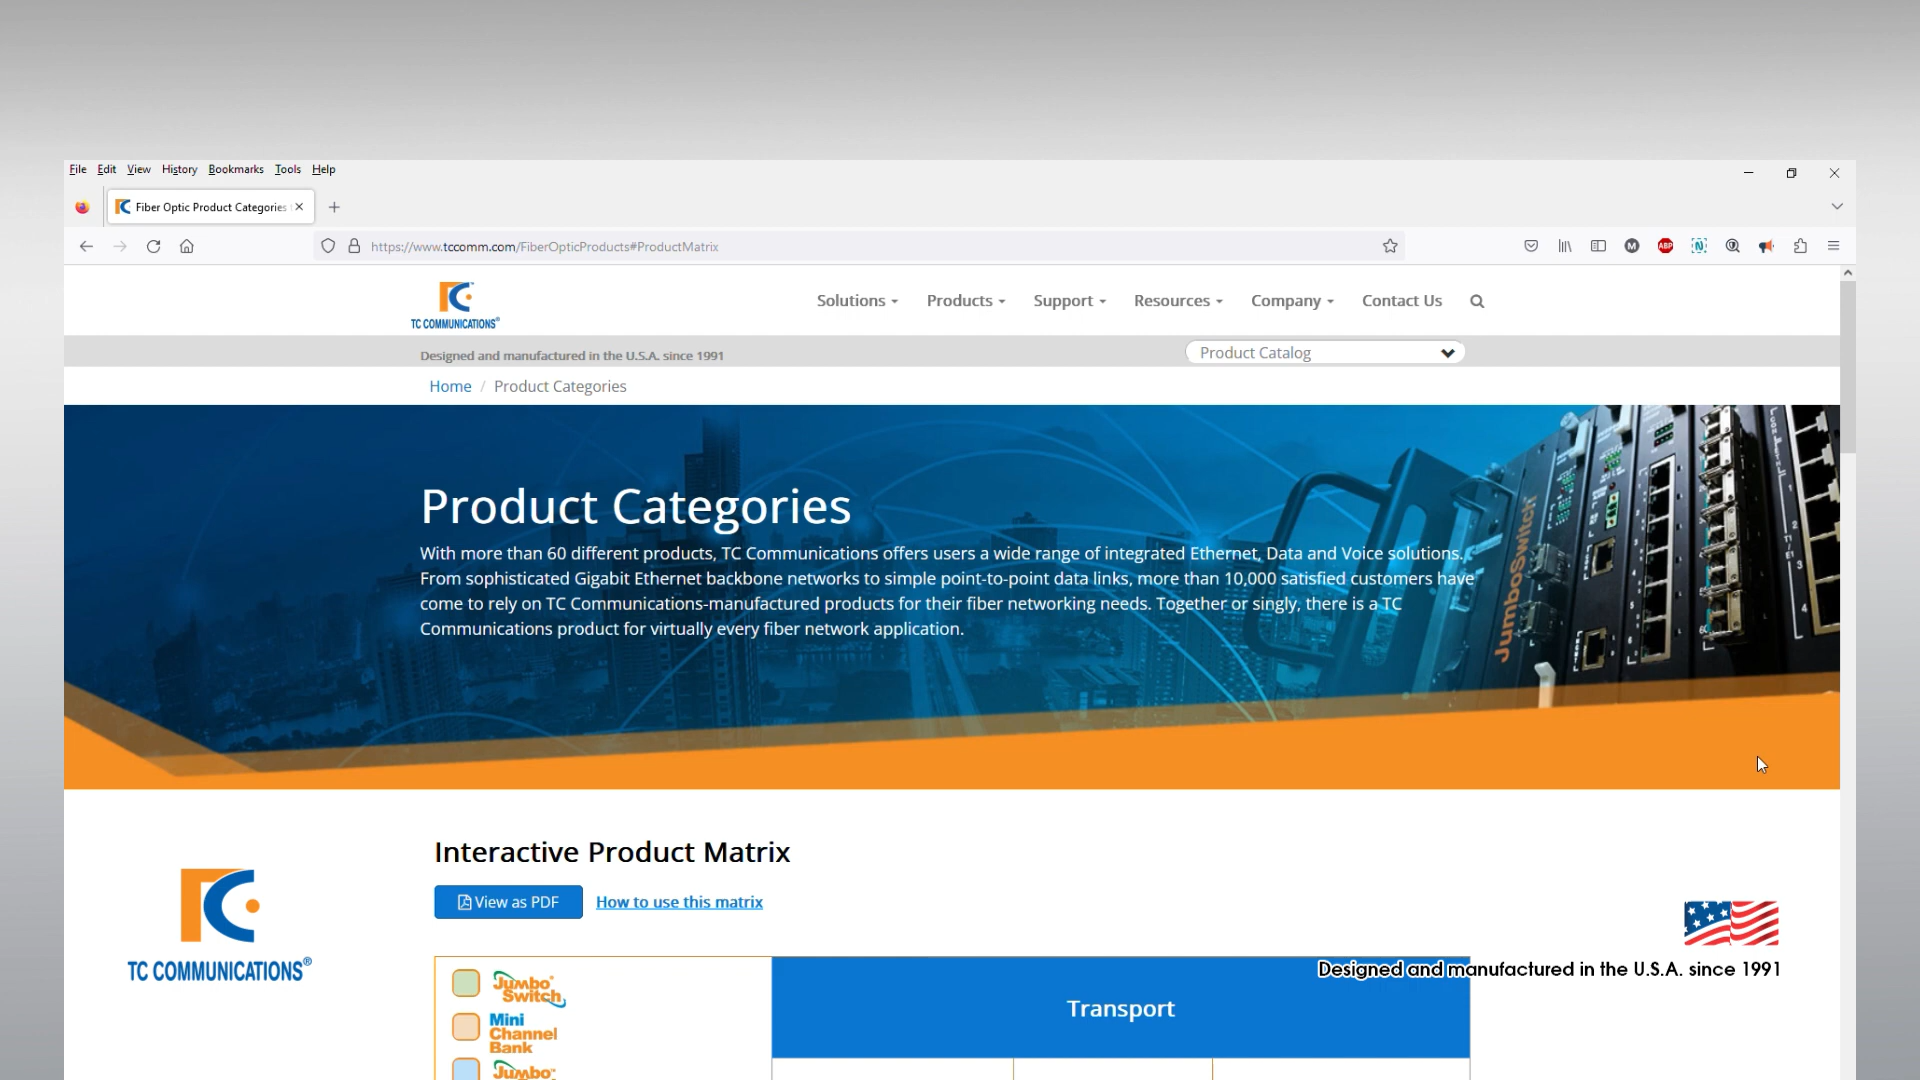 File Edit View History Bookmarks Tools Help
Fiber Optic Product Categories
https://www.tccomm.com/FiberOpticProducts#ProductMatrix
M
ABP
N
TC COMMUNICATIONS®
Solutions Products Support Resources Company Contact Us
Designed and manufactured in the U.S.A. since 1991
Product Catalog
Home / Product Categories
Product Categories
With more than 60 different products, TC Communications offers users a wide range of integrated Ethernet, Data and Voice solutions.
From sophisticated Gigabit Ethernet backbone networks to simple point-to-point data links, more than 10,000 satisfied customers have
come to rely on TC Communications-manufactured products for their fiber networking needs. Together or singly, there is a TC
Communications product for virtually every fiber network application.
JumboSwitch
Interactive Product Matrix
View as PDF How to use this matrix
TC COMMUNICATIONS®
Jumbo
Switch
Mini
Channel
Bank
Jumbo
Transport
Designed and manufactured in the U.S.A. since 1991